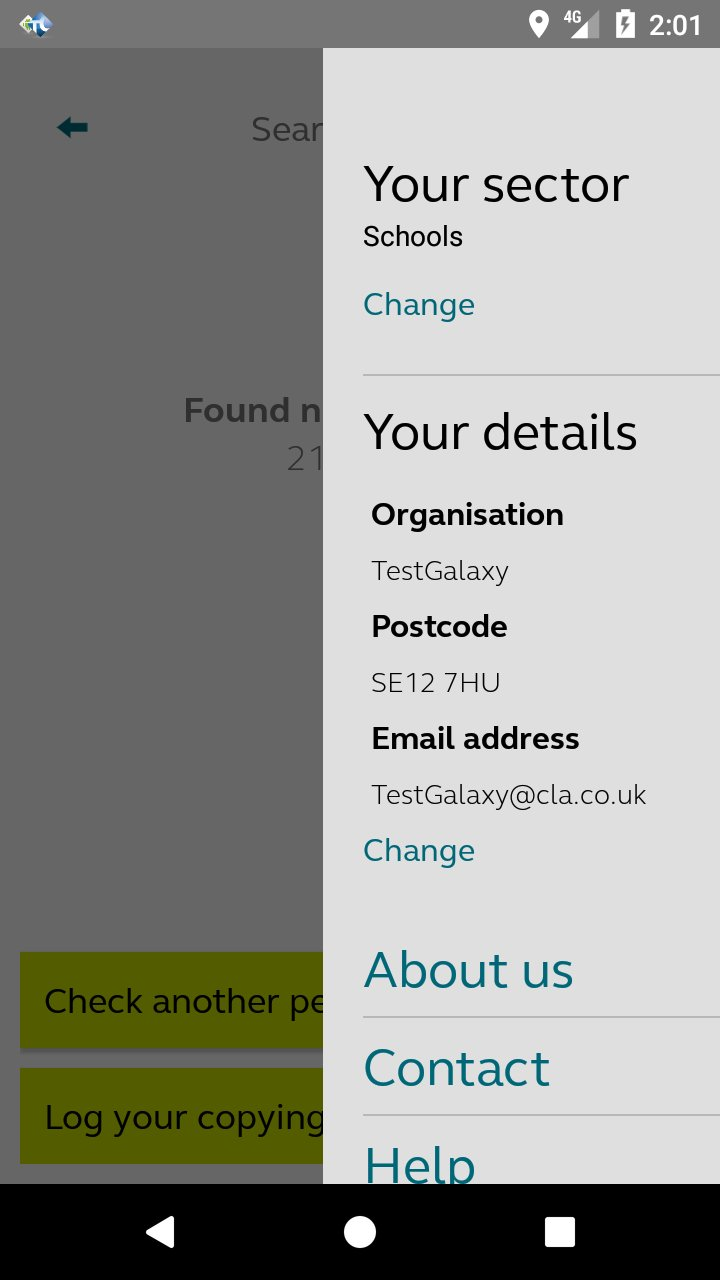 4G 2:01
Sear
Found n
21
Check another pe
Log your copying
Your sector
Schools
Change
Your details
Organisation
TestGalaxy
Postcode
SE12 7HU
Email address
TestGalaxy@cla.co.uk
Change
About us
Contact
Help